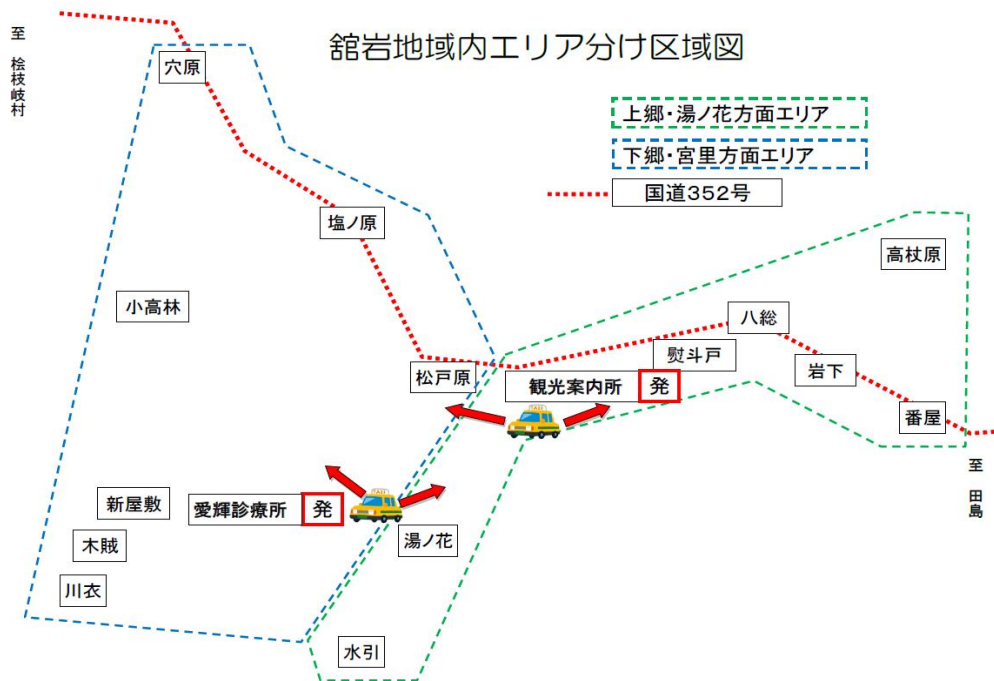 舘岩地域内エリア分け区域図
至 桧枝岐村
穴原
上郷・湯ノ花方面エリア
下郷・宮里方面エリア
国道352号
塩ノ原
高杖原
小高林
八総
熨斗戸
松戸原
岩下
観光案内所 発
番屋
TAXI
至 田島
新屋敷
愛輝診療所 発
TAXI
湯ノ花
木賊
川衣
水引